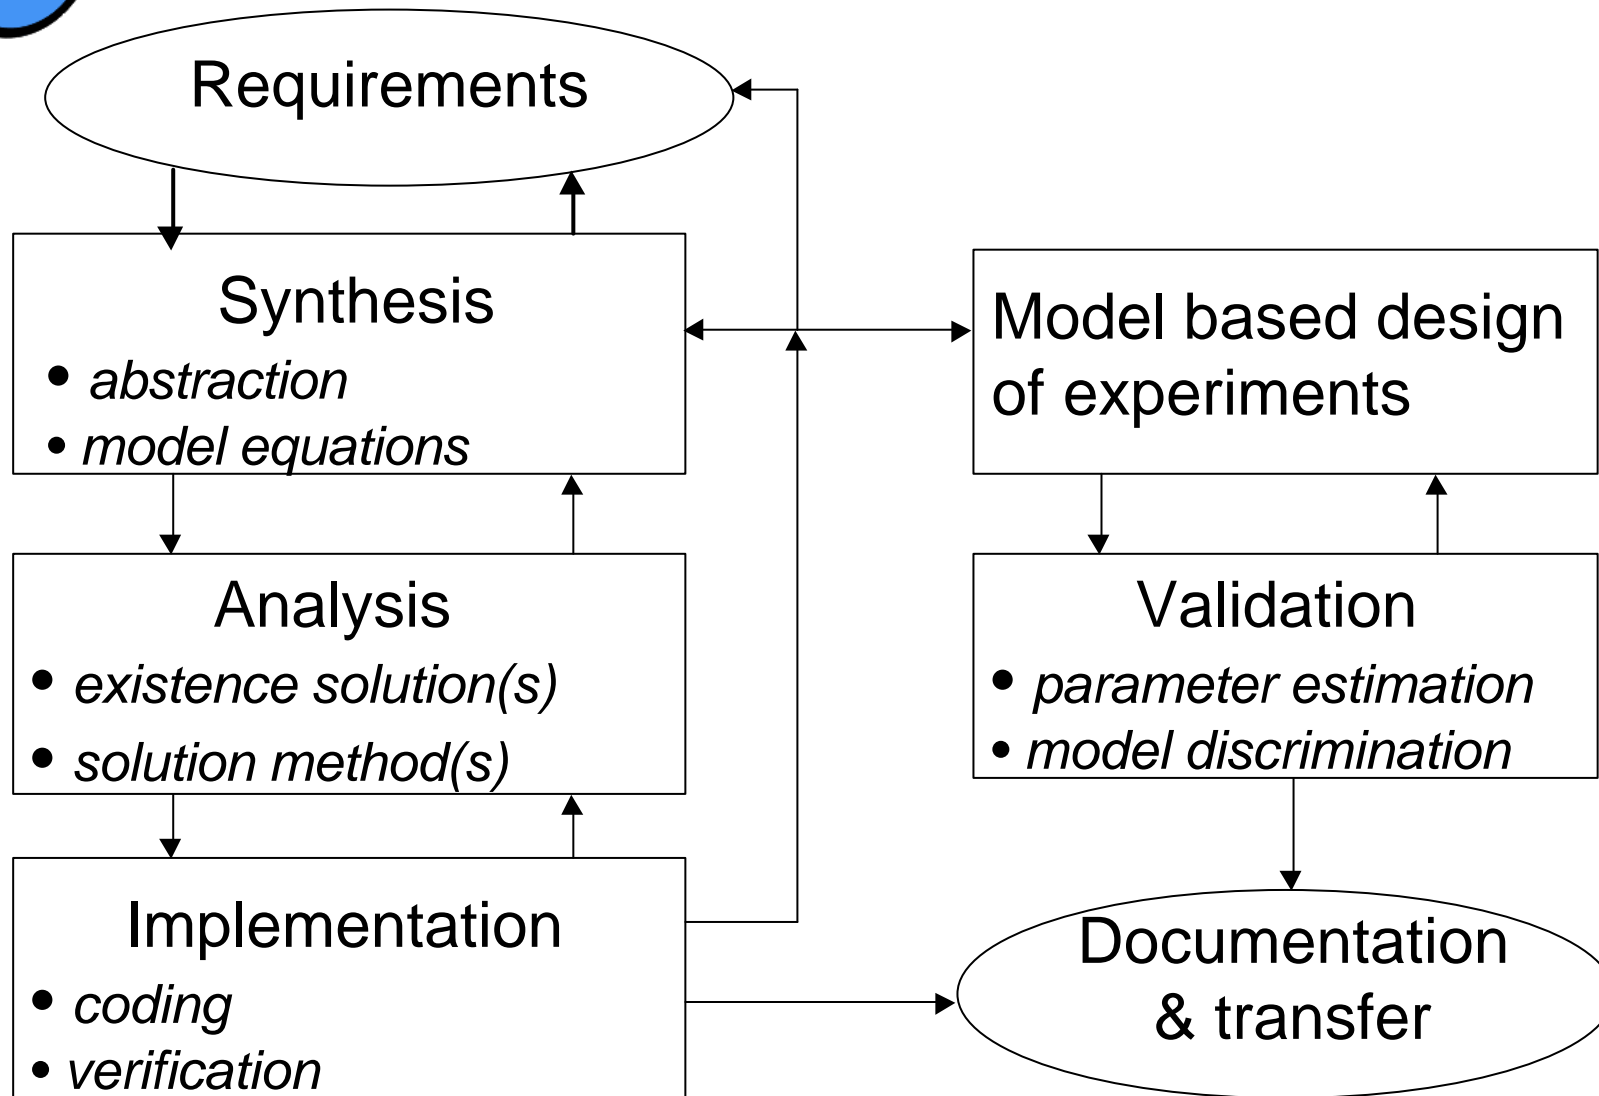 Requirements
Synthesis
• abstraction
• model equations
Analysis
• existence solution(s)
• solution method(s)
Implementation
• coding
• verification
Model based design
of experiments
Validation
• parameter estimation
• model discrimination
Documentation
& transfer